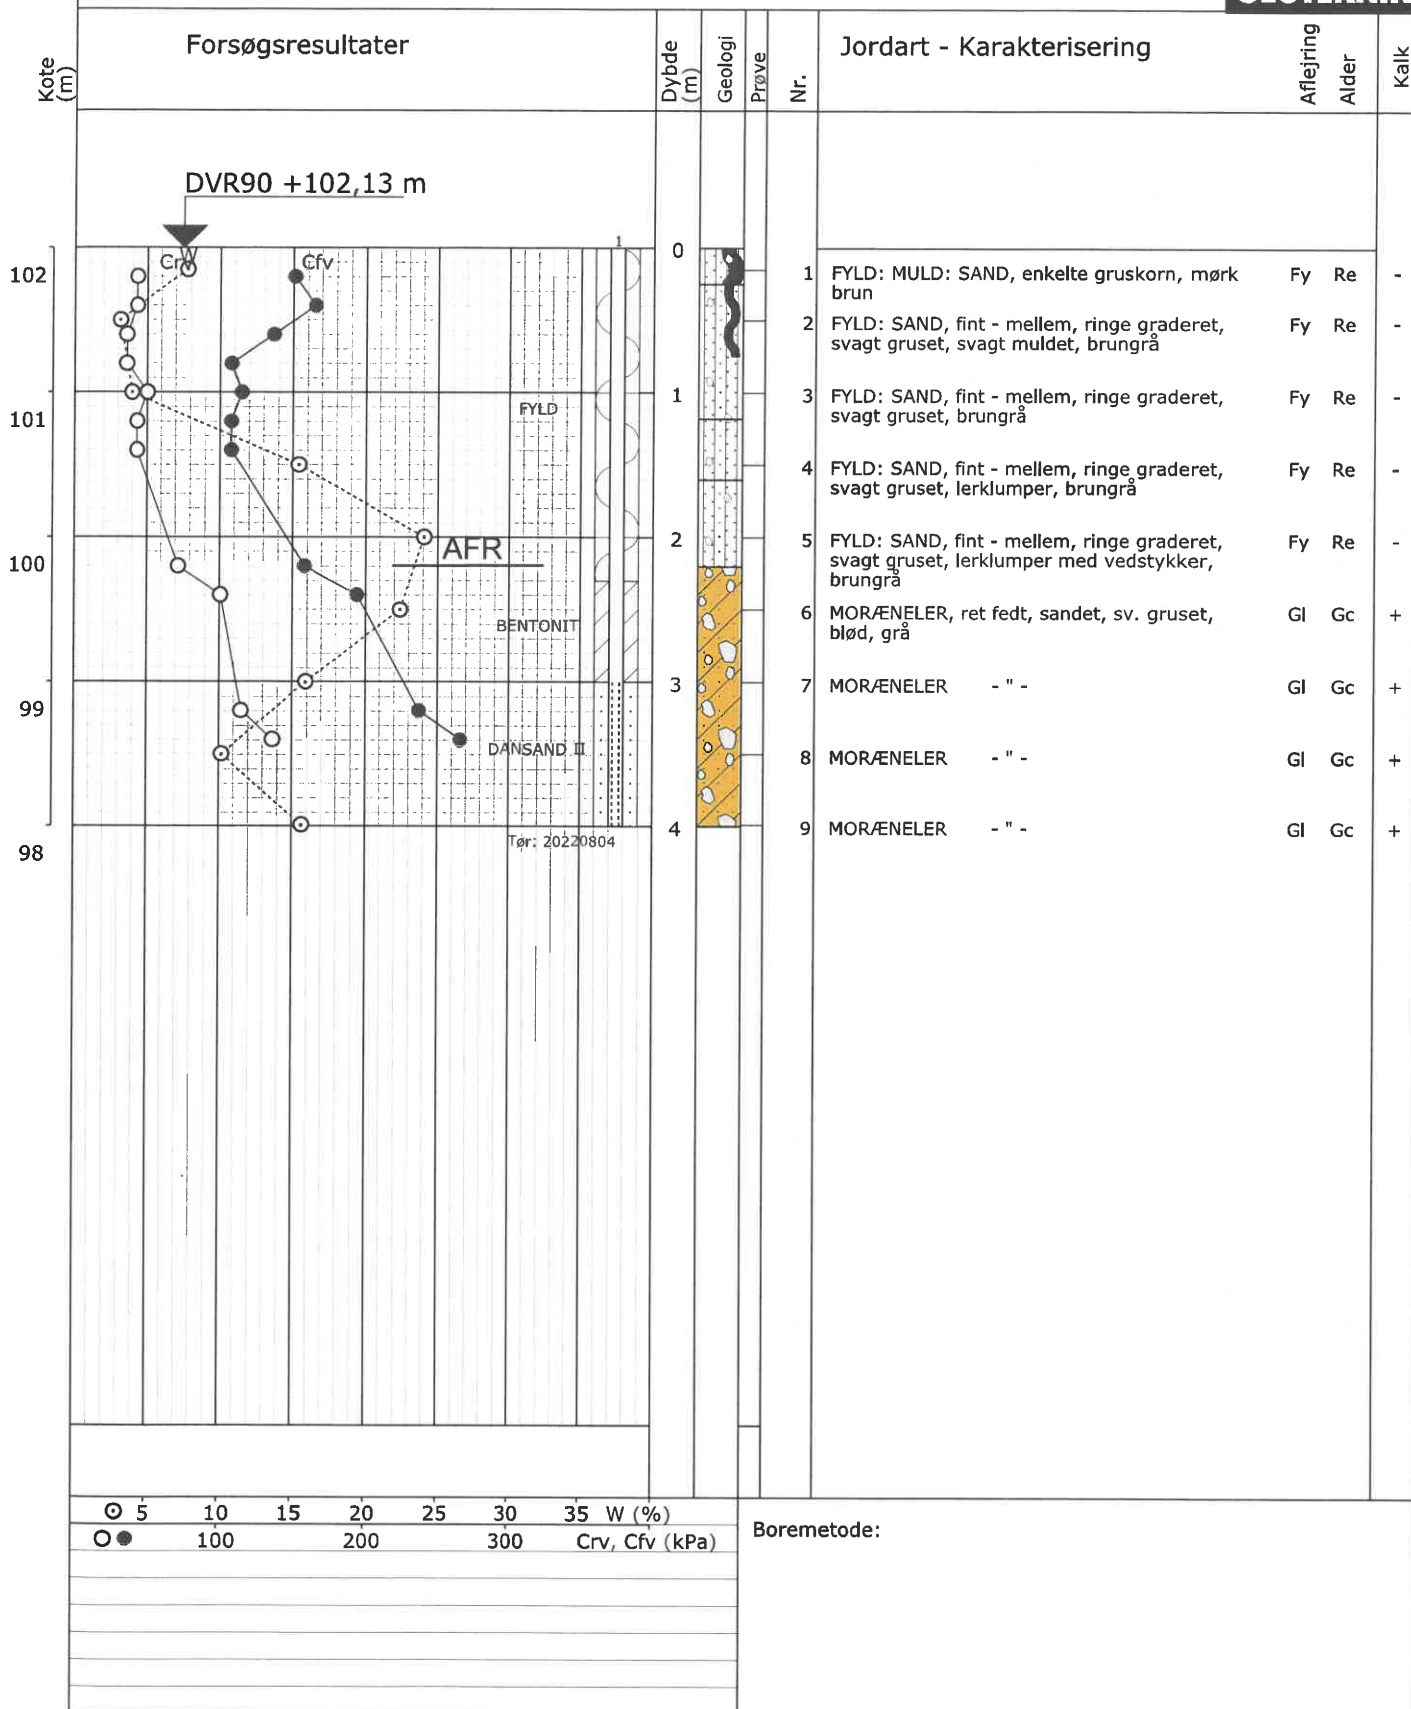 Kote (m)
Forsøgsresultater
Dybde (m)
Geologi
Prøve
Nr.
Jordart - Karakterisering
Aflejring
Alder
Kalk
DVR90 +102,13 m
1
Crv
W
Cfv
102
101
100
99
98
0
1
2
3
4
FYLD
AFR
BENTONIT
DANSAND III
Tør: 20220804
1 FYLD: MULD: SAND, enkelte gruskorn, mørk Fy Re -
brun
2 FYLD: SAND, fint - mellem, ringe graderet, Fy Re -
svagt gruset, svagt muldet, brungrå
3 FYLD: SAND, fint - mellem, ringe graderet, Fy Re -
svagt gruset, brungrå
4 FYLD: SAND, fint - mellem, ringe graderet, Fy Re -
svagt gruset, lerklumper, brungrå
5 FYLD: SAND, fint - mellem, ringe graderet, Fy Re -
svagt gruset, lerklumper med vedstykker,
brungrå
6 MORÆNELER, ret fedt, sandet, sv. gruset, Gl Gc +
blød, grå
7 MORÆNELER - " - Gl Gc +
8 MORÆNELER - " - Gl Gc +
9 MORÆNELER - " - Gl Gc +
5 10 15 20 25 30 35 W (%)
100 200 300 Crv, Cfv (kPa)
Boremetode: